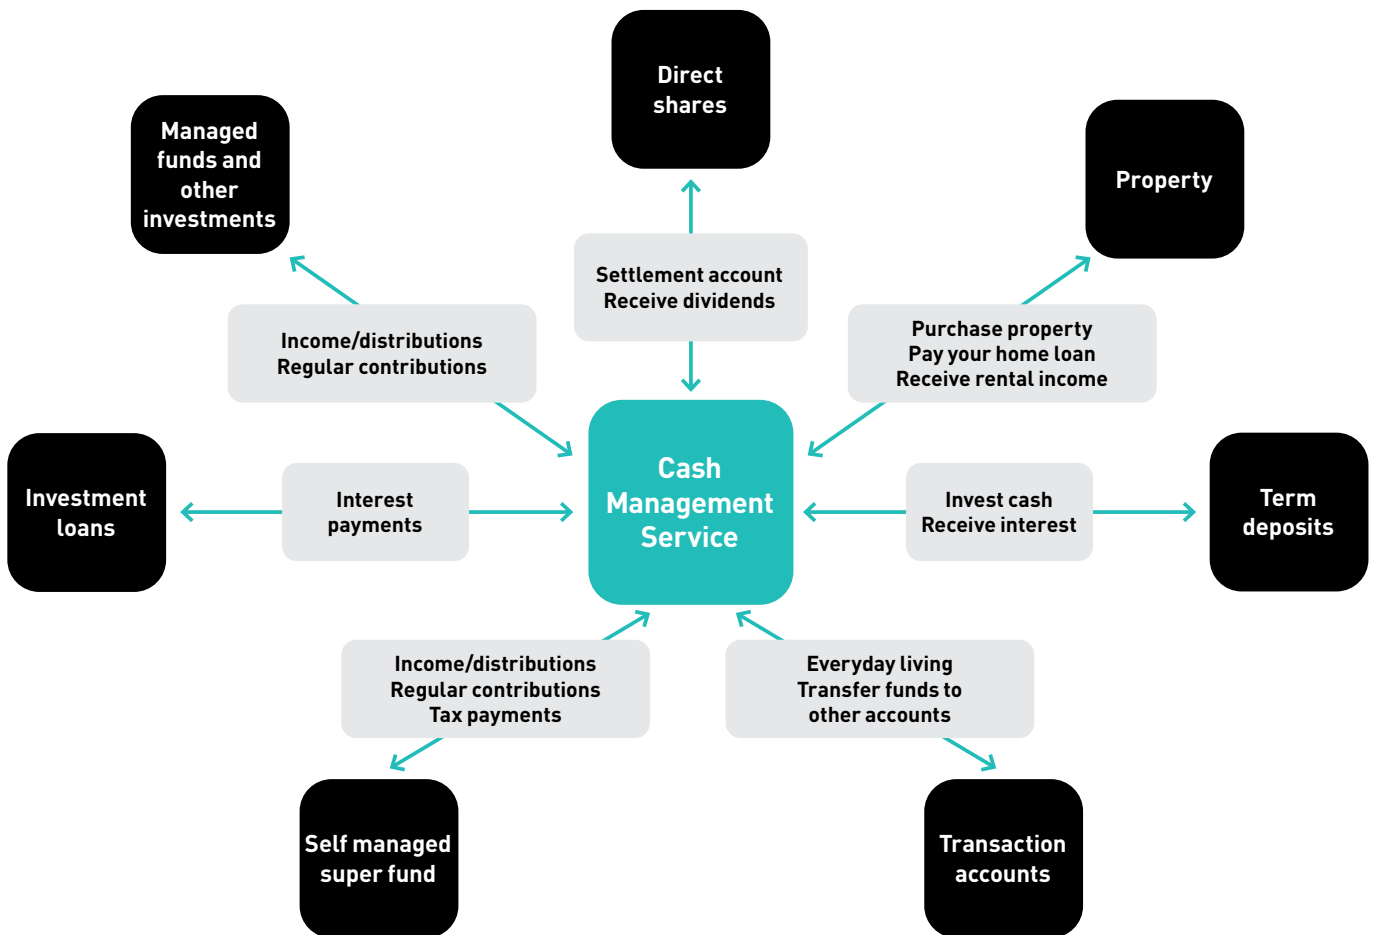 Direct
shares
Managed
funds and
other
investments
Property
Settlement account
Receive dividends
Income/distributions
Regular contributions
Purchase property
Pay your home loan
Receive rental income
Investment
loans
Interest
payments
Cash
Management
Service
Invest cash
Receive interest
Term
deposits
Income/distributions
Regular contributions
Tax payments
Everyday living
Transfer funds to
other accounts
Self managed
super fund
Transaction
accounts